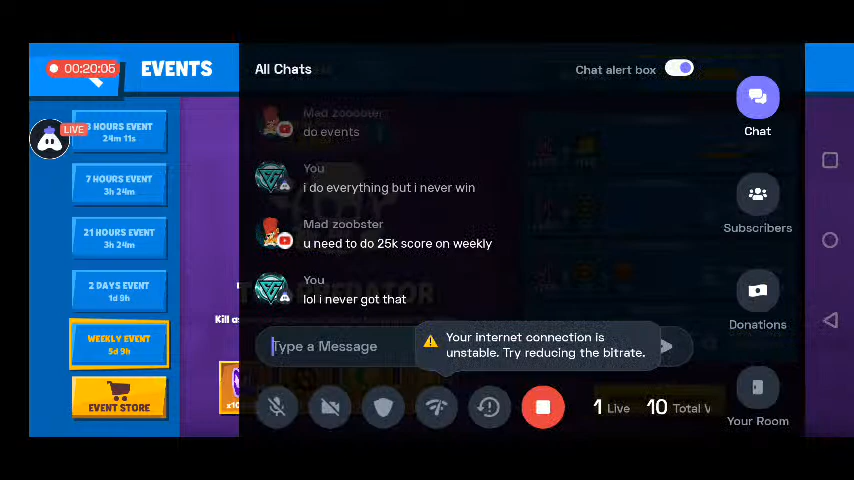 00:20:05
EVENTS
All Chats
Chat alert box
LIVE
HOURS EVENT
24m 11s
7 HOURS EVENT
3h 24m
21 HOURS EVENT
3h 24m
2 DAYS EVENT
1d 9h
WEEKLY EVENT
5d 9h
EVENT STORE
Mad zoobster
do events
You
i do everything but i never win
Mad zoobster
u need to do 25k score on weekly
You
lol i never got that
Kill
x10
Type a Message
Your internet connection is
unstable. Try reducing the bitrate.
1 Live
10 Total V
Chat
Subscribers
Donations
Your Room